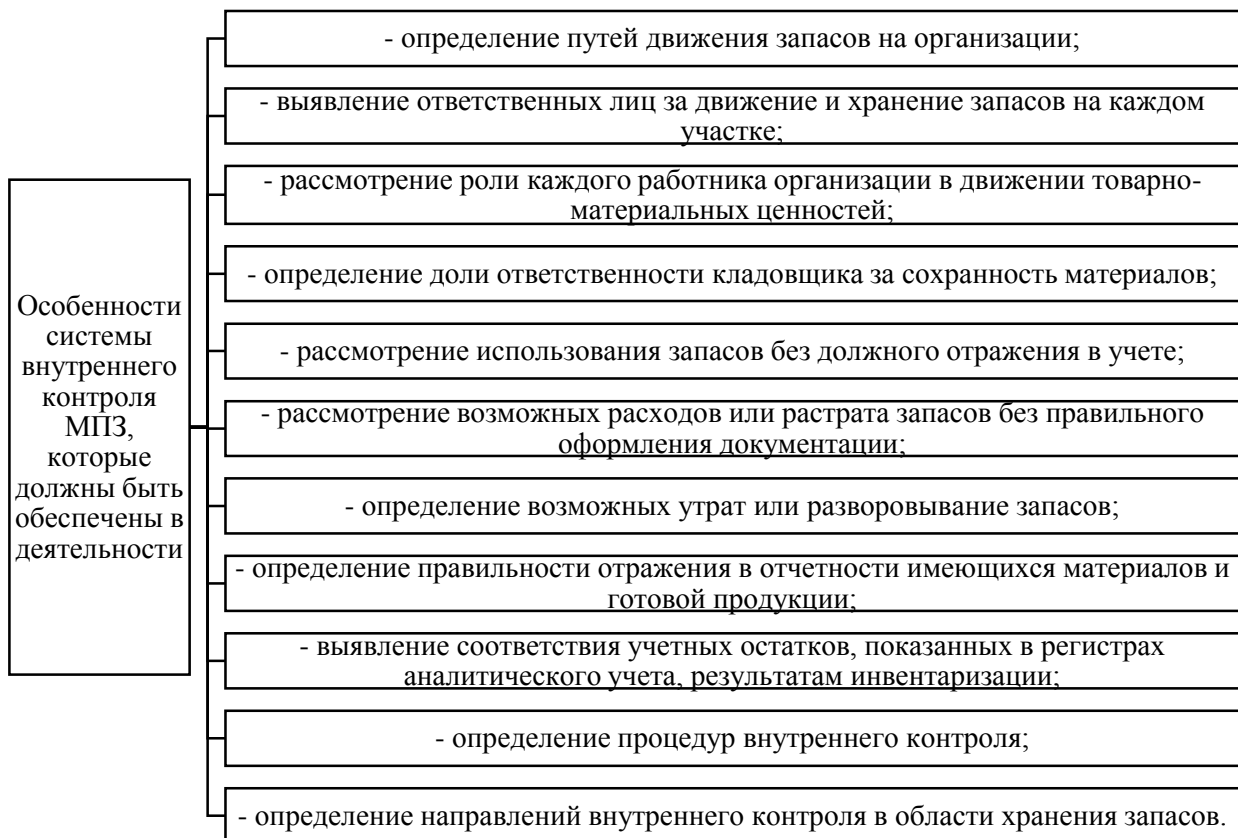 Особенности
системы
внутреннего
контроля
МПЗ,
которые
должны быть
обеспечены в
деятельности
- определение путей движения запасов на организации;
- выявление ответственных лиц за движение и хранение запасов на каждом
участке;
- рассмотрение роли каждого работника организации в движении товарно-
материальных ценностей;
- определение доли ответственности кладовщика за сохранность материалов;
- рассмотрение использования запасов без должного отражения в учете;
- рассмотрение возможных расходов или растрата запасов без правильного
оформления документации;
- определение возможных утрат или разворовывание запасов;
- определение правильности отражения в отчетности имеющихся материалов и
готовой продукции;
- выявление соответствия учетных остатков, показанных в регистрах
аналитического учета, результатам инвентаризации;
- определение процедур внутреннего контроля;
- определение направлений внутреннего контроля в области хранения запасов.